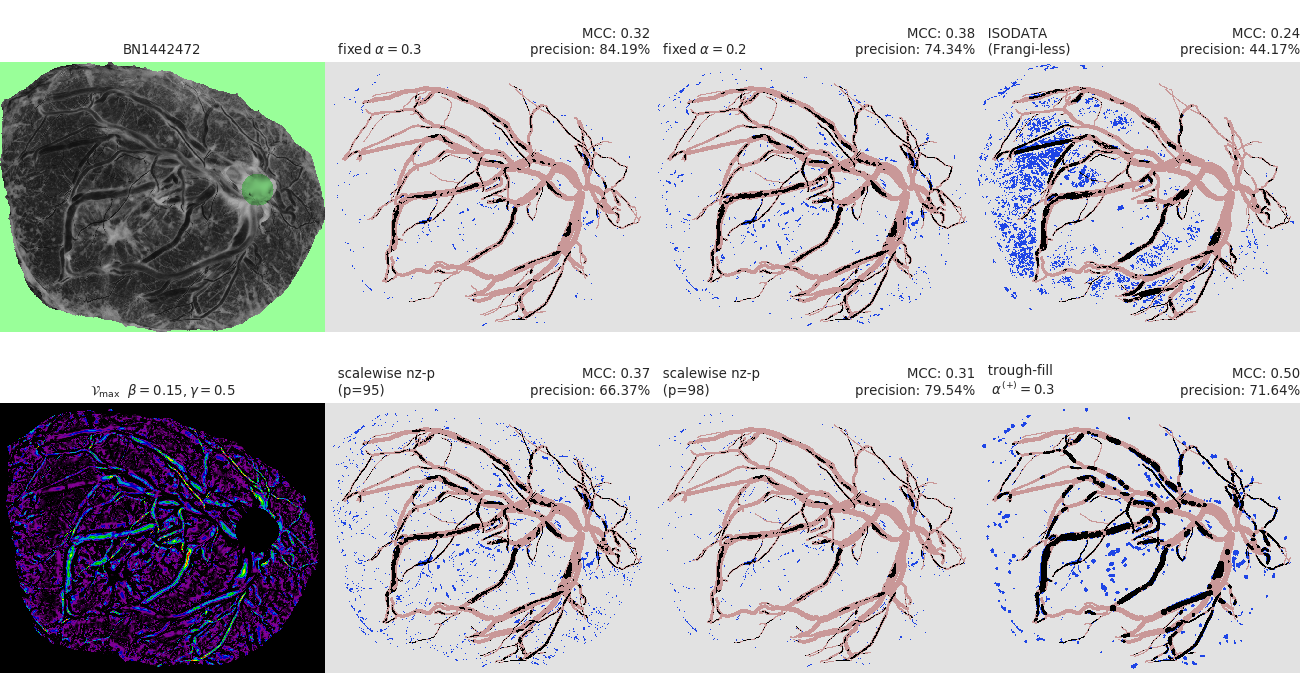 BN1442472
fixed α = 0.3
MCC: 0.32
precision: 84.19%
fixed α = 0.2
MCC: 0.38
precision: 74.34%
ISODATA
(Frangi-less)
MCC: 0.24
precision: 44.17%
𝒱max β = 0.15, γ = 0.5
scalewise nz-p
(p=95)
MCC: 0.37
precision: 66.37%
scalewise nz-p
(p=98)
MCC: 0.31
precision: 79.54%
trough-fill
α(+) = 0.3
MCC: 0.50
precision: 71.64%